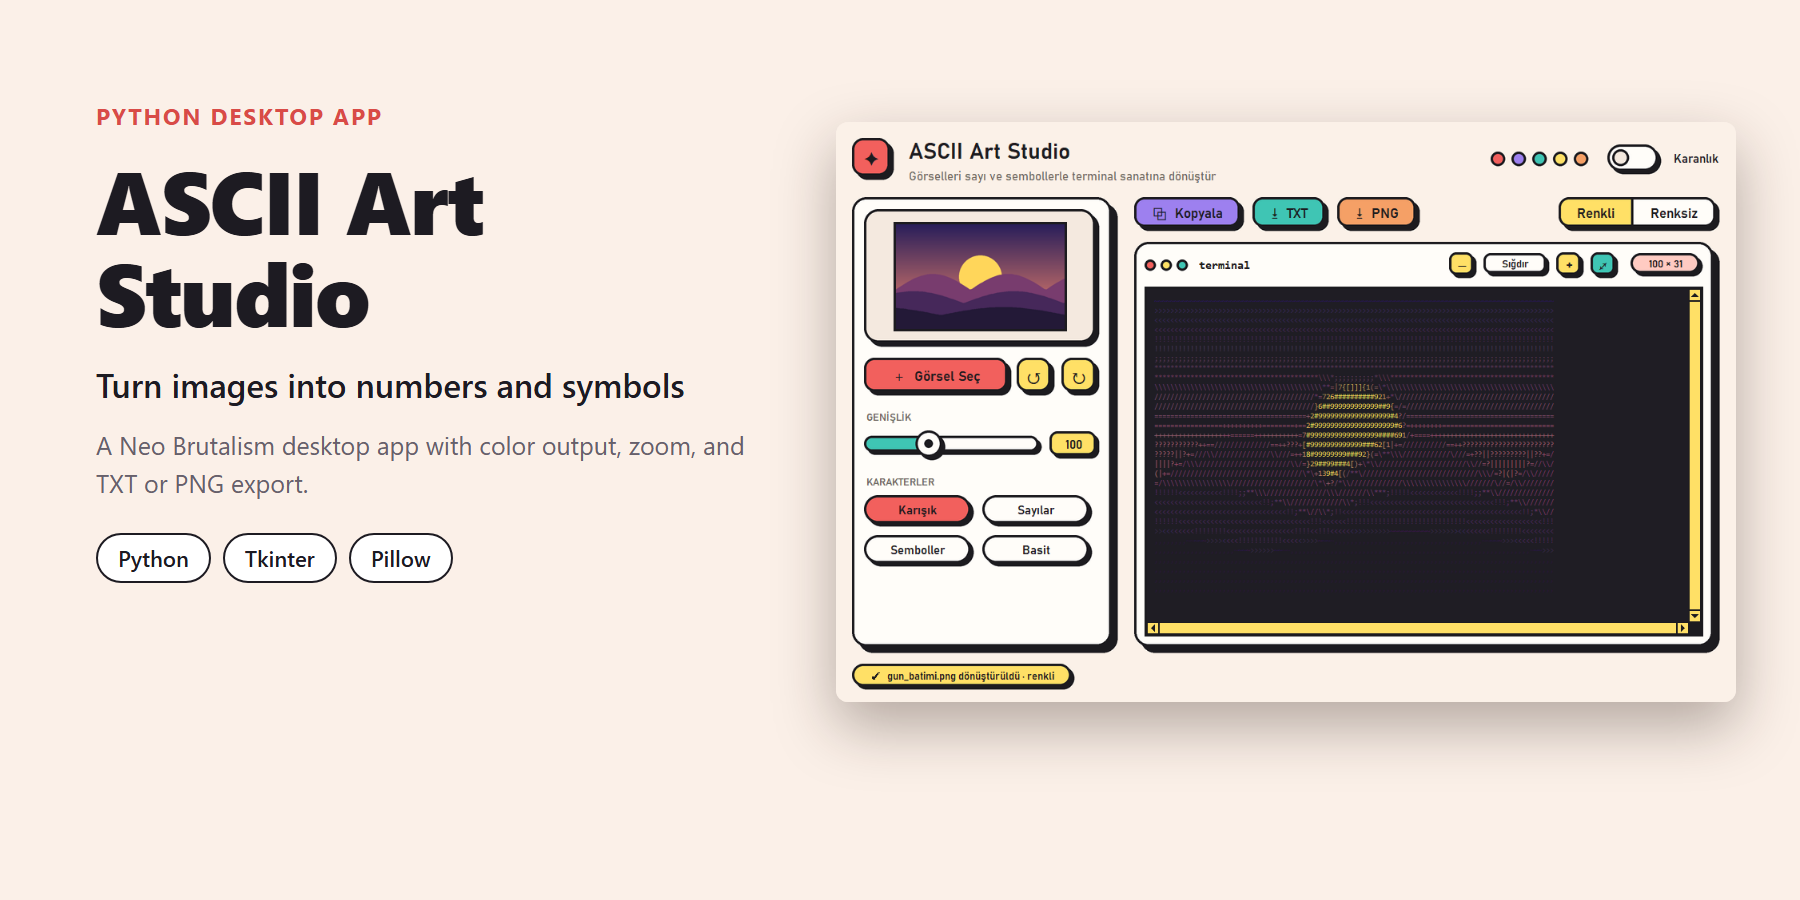 PYTHON DESKTOP APP
ASCII Art
Studio
Turn images into numbers and symbols
A Neo Brutalism desktop app with color output, zoom, and
TXT or PNG export.
Python
Tkinter
Pillow
ASCII Art Studio
Görselleri sayı ve sembollerle terminal sanatına dönüştür
Karanlık
+ Görsel Seç
GENİŞLİK
100
KARAKTERLER
Karışık
Sayılar
Semboller
Basit
Kopyala
TXT
PNG
Renkli
Renksiz
terminal
Sığdır
+
100 × 31
✓ gun_batimi.png dönüştürüldü · renkli